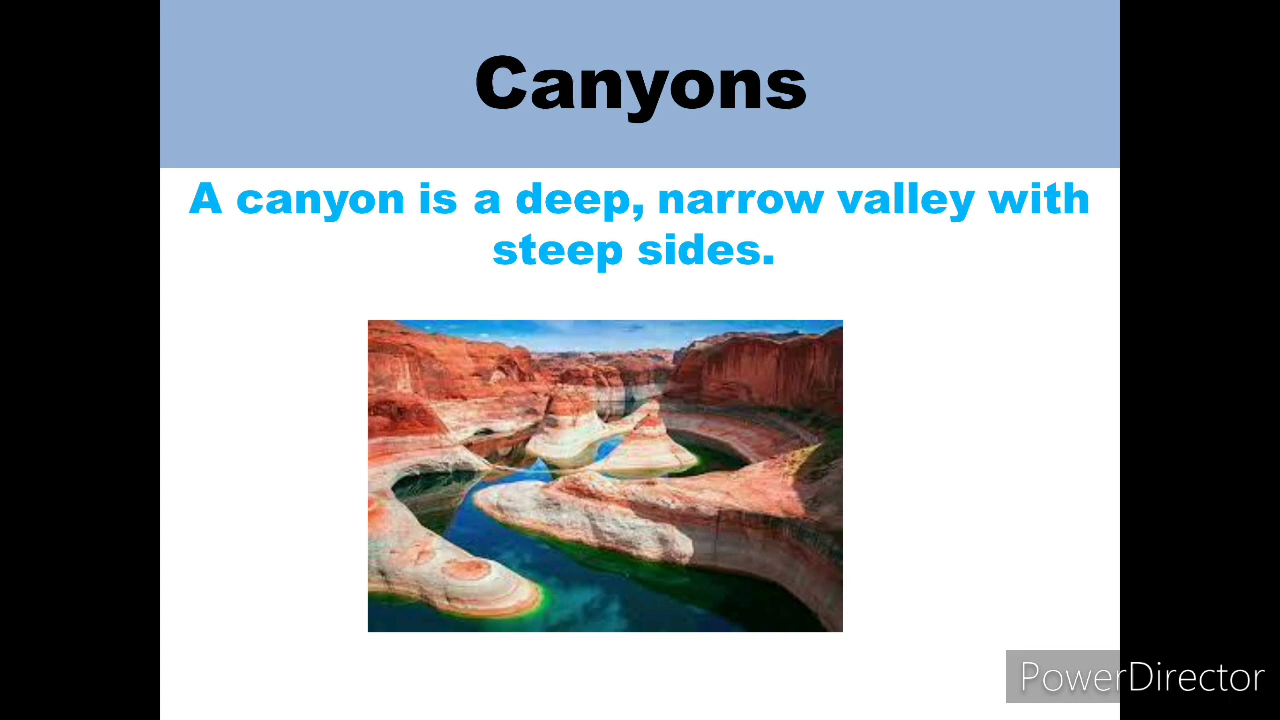 Canyons
A canyon is a deep, narrow valley with
steep sides.
PowerDirector